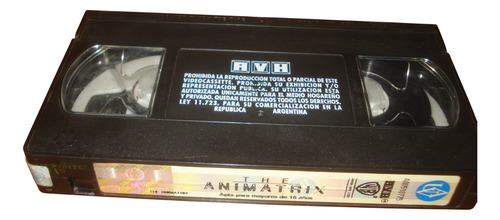 AVH
PROHIBIDA LA REPRODUCCION TOTAL O PARCIAL DE ESTE
VIDEOCASSETTE. PROHIBIDA SU EXHIBICION Y/O
REPRESENTACION PUBLICA. SU UTILIZACION ESTA
AUTORIZADA UNICAMENTE PARA EL MEDIO HOGAREÑO
Y PRIVADO. QUEDAN RESERVADOS TODOS LOS DERECHOS.
LEY 11.723. PARA SU COMERCIALIZACION EN LA
REPUBLICA ARGENTINA
THE
ANIMATRIX
Apta para mayores de 16 años
AVH